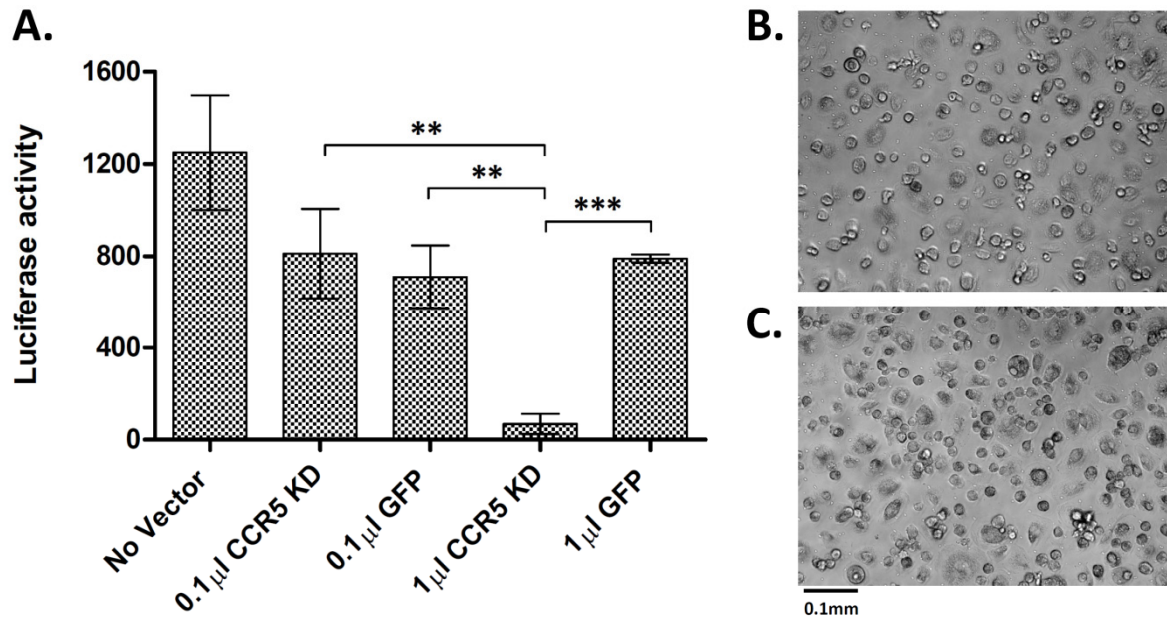 A.
B.
1600
1200
800
400
0
Luciferase activity
**
**
***
No Vector
0.1μl CCR5 KD
0.1μl GFP
1μl CCR5 KD
1μl GFP
C.
0.1mm